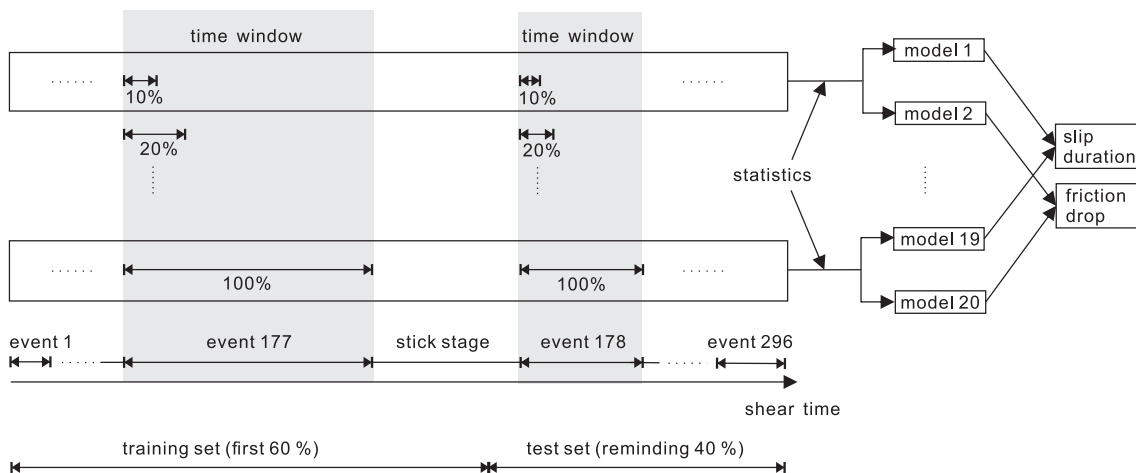 time window
time window
10%
10%
20%
20%
100%
100%
statistics
model 1
model 2
model 19
model 20
slip
duration
friction
drop
event 1
event 177
stick stage
event 178
event 296
shear time
training set (first 60 %)
test set (reminding 40 %)